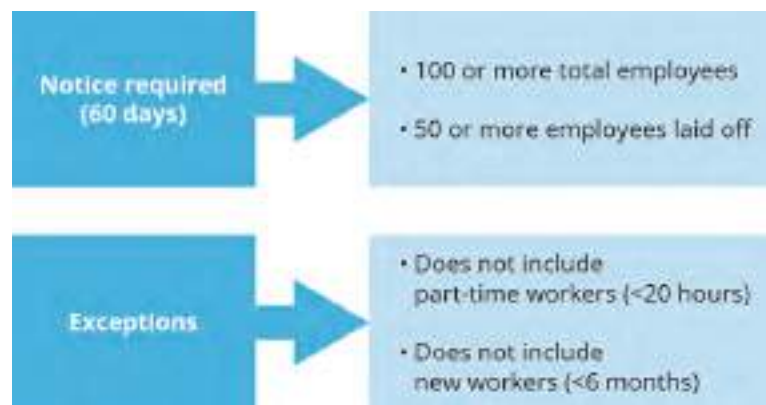 Notice required
(60 days)
• 100 or more total employees
• 50 or more employees laid off
Exceptions
• Does not include
part-time workers (<20 hours)
• Does not include
new workers (<6 months)